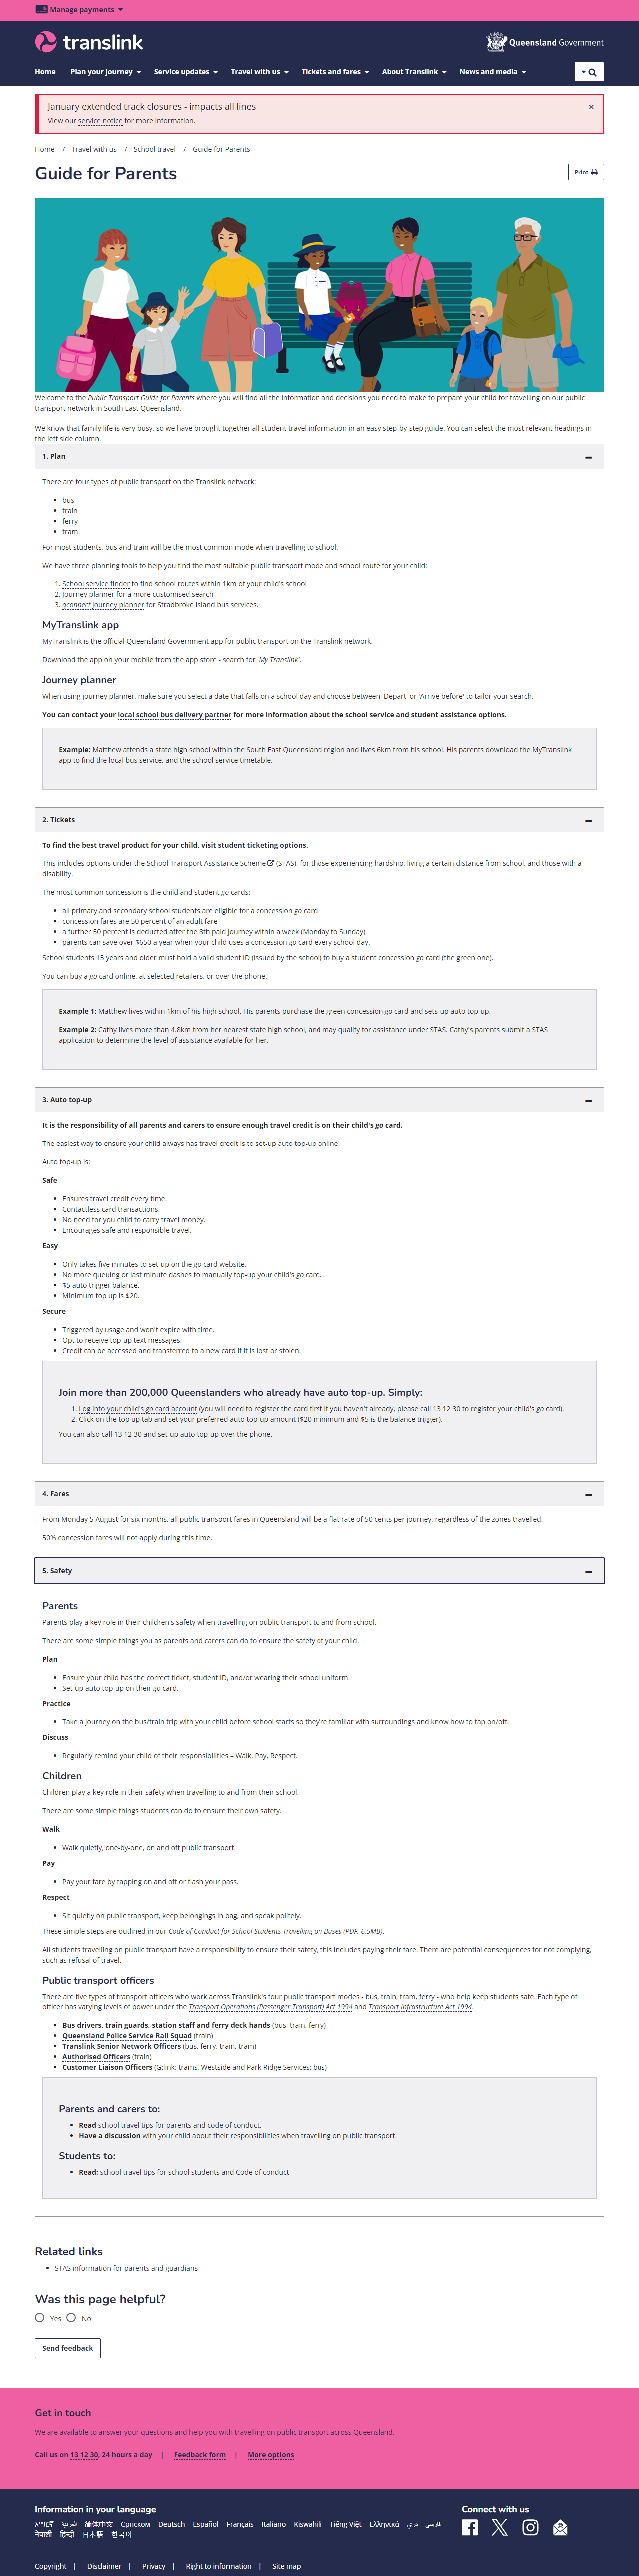 Manage payments
translink
Queensland Government
Home Plan your journey Service updates Travel with us Tickets and fares About Translink News and media
January extended track closures - impacts all lines ×
View our service notice for more information.
Home / Travel with us / School travel / Guide for Parents
Guide for Parents
Print
Welcome to the Public Transport Guide for Parents where you will find all the information and decisions you need to make to prepare your child for travelling on our public
transport network in South East Queensland.
We know that family life is very busy, so we have brought together all student travel information in an easy step-by-step guide. You can select the most relevant headings in
the left side column.
1. Plan
There are four types of public transport on the Translink network:
• bus
• train
• ferry
• tram.
For most students, bus and train will be the most common mode when travelling to school.
We have three planning tools to help you find the most suitable public transport mode and school route for your child:
1. School service finder to find school routes within 1km of your child's school
2. Journey planner for a more customised search
3. qconnect journey planner for Stradbroke Island bus services.
MyTranslink app
MyTranslink is the official Queensland Government app for public transport on the Translink network.
Download the app on your mobile from the app store - search for 'My Translink'.
Journey planner
When using journey planner, make sure you select a date that falls on a school day and choose between 'Depart' or 'Arrive before' to tailor your search.
You can contact your local school bus delivery partner for more information about the school service and student assistance options.
Example: Matthew attends a state high school within the South East Queensland region and lives 6km from his school. His parents download the MyTranslink
app to find the local bus service, and the school service timetable.
2. Tickets
To find the best travel product for your child, visit student ticketing options.
This includes options under the School Transport Assistance Scheme (STAS), for those experiencing hardship, living a certain distance from school, and those with a
disability.
The most common concession is the child and student go cards:
• all primary and secondary school students are eligible for a concession go card
• concession fares are 50 percent of an adult fare
• a further 50 percent is deducted after the 8th paid journey within a week (Monday to Sunday)
• parents can save over $650 a year when your child uses a concession go card every school day.
School students 15 years and older must hold a valid student ID (issued by the school) to buy a student concession go card (the green one).
You can buy a go card online, at selected retailers, or over the phone.
Example 1: Matthew lives within 1km of his high school. His parents purchase the green concession go card and sets-up auto top-up.
Example 2: Cathy lives more than 4.8km from her nearest state high school, and may qualify for assistance under STAS. Cathy's parents submit a STAS
application to determine the level of assistance available for her.
3. Auto top-up
It is the responsibility of all parents and carers to ensure enough travel credit is on their child's go card.
The easiest way to ensure your child always has travel credit is to set-up auto top-up online.
Auto top-up is:
Safe
• Ensures travel credit every time.
• Contactless card transactions.
• No need for you child to carry travel money.
• Encourages safe and responsible travel.
Easy
• Only takes five minutes to set-up on the go card website.
• No more queuing or last minute dashes to manually top-up your child's go card.
• $5 auto trigger balance.
• Minimum top up is $20.
Secure
• Triggered by usage and won't expire with time.
• Opt to receive top-up text messages.
• Credit can be accessed and transferred to a new card if it is lost or stolen.
Join more than 200,000 Queenslanders who already have auto top-up. Simply:
1. Log into your child's go card account (you will need to register the card first if you haven't already, please call 13 12 30 to register your child's go card).
2. Click on the top up tab and set your preferred auto top-up amount ($20 minimum and $5 is the balance trigger).
You can also call 13 12 30 and set-up auto top-up over the phone.
4. Fares
From Monday 5 August for six months, all public transport fares in Queensland will be a flat rate of 50 cents per journey, regardless of the zones travelled.
50% concession fares will not apply during this time.
5. Safety
Parents
Parents play a key role in their children's safety when travelling on public transport to and from school.
There are some simple things you as parents and carers can do to ensure the safety of your child.
Plan
• Ensure your child has the correct ticket, student ID, and/or wearing their school uniform.
• Set-up auto top-up on their go card.
Practice
• Take a journey on the bus/train trip with your child before school starts so they're familiar with surroundings and know how to tap on/off.
Discuss
• Regularly remind your child of their responsibilities – Walk, Pay, Respect.
Children
Children play a key role in their safety when travelling to and from their school.
There are some simple things students can do to ensure their own safety.
Walk
• Walk quietly, one-by-one, on and off public transport.
Pay
• Pay your fare by tapping on and off or flash your pass.
Respect
• Sit quietly on public transport, keep belongings in bag, and speak politely.
These simple steps are outlined in our Code of Conduct for School Students Travelling on Buses (PDF, 6.5MB).
All students travelling on public transport have a responsibility to ensure their safety, this includes paying their fare. There are potential consequences for not complying,
such as refusal of travel.
Public transport officers
There are five types of transport officers who work across Translink's four public transport modes - bus, train, tram, ferry - who help keep students safe. Each type of
officer has varying levels of power under the Transport Operations (Passenger Transport) Act 1994 and Transport Infrastructure Act 1994.
• Bus drivers, train guards, station staff and ferry deck hands (bus, train, ferry)
• Queensland Police Service Rail Squad (train)
• Translink Senior Network Officers (bus, ferry, train, tram)
• Authorised Officers (train)
• Customer Liaison Officers (G:link: trams, Westside and Park Ridge Services: bus)
Parents and carers to:
• Read school travel tips for parents and code of conduct.
• Have a discussion with your child about their responsibilities when travelling on public transport.
Students to:
• Read: school travel tips for school students and Code of conduct
Related links
• STAS information for parents and guardians
Was this page helpful?
Yes No
Send feedback
Get in touch
We are available to answer your questions and help you with travelling on public transport across Queensland.
Call us on 13 12 30, 24 hours a day | Feedback form | More options
Information in your language
አማርኛ العربية 简体中文 Српском Deutsch Español Français Italiano Kiswahili Tiếng Việt Ελληνικά دری فارسی
नेपाली हिन्दी 日本語 한국어
Connect with us
Copyright | Disclaimer | Privacy | Right to information | Site map